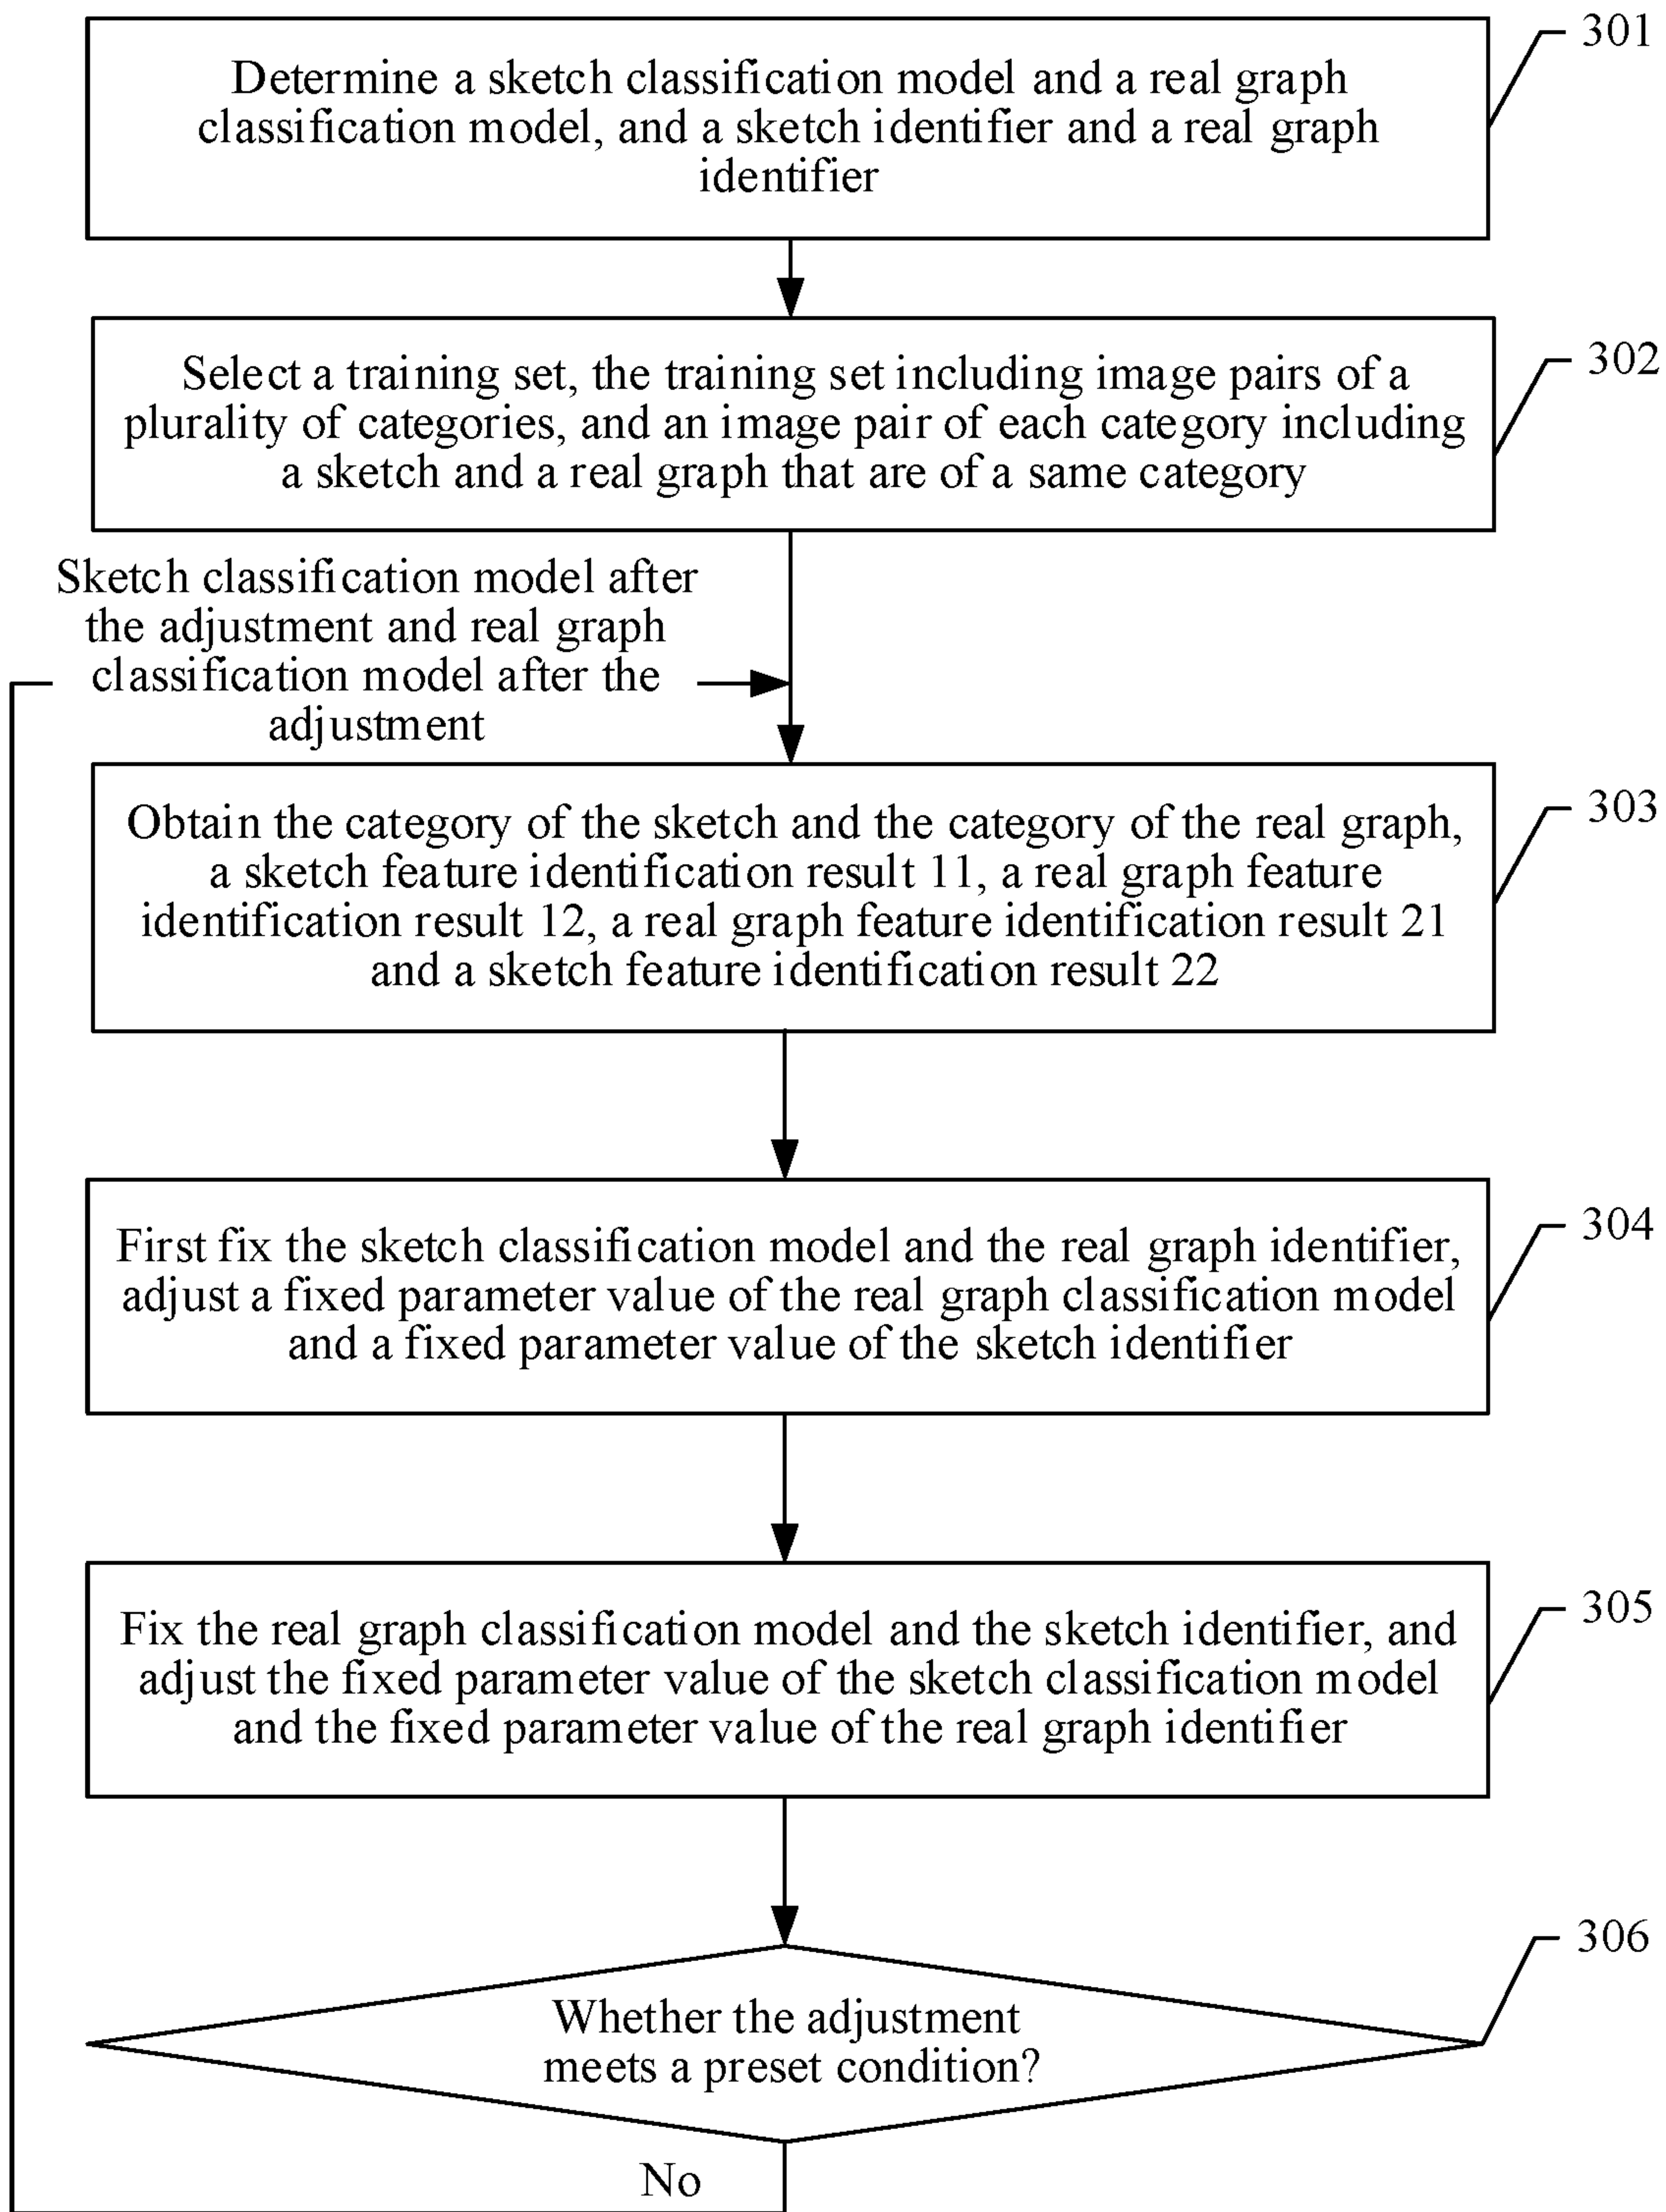 301
Determine a sketch classification model and a real graph
classification model, and a sketch identifier and a real graph
identifier
302
Select a training set, the training set including image pairs of a
plurality of categories, and an image pair of each category including
a sketch and a real graph that are of a same category
Sketch classification model after
the adjustment and real graph
classification model after the
adjustment
303
Obtain the category of the sketch and the category of the real graph,
a sketch feature identification result 11, a real graph feature
identification result 12, a real graph feature identification result 21
and a sketch feature identification result 22
304
First fix the sketch classification model and the real graph identifier,
adjust a fixed parameter value of the real graph classification model
and a fixed parameter value of the sketch identifier
305
Fix the real graph classification model and the sketch identifier, and
adjust the fixed parameter value of the sketch classification model
and the fixed parameter value of the real graph identifier
306
Whether the adjustment
meets a preset condition?
No